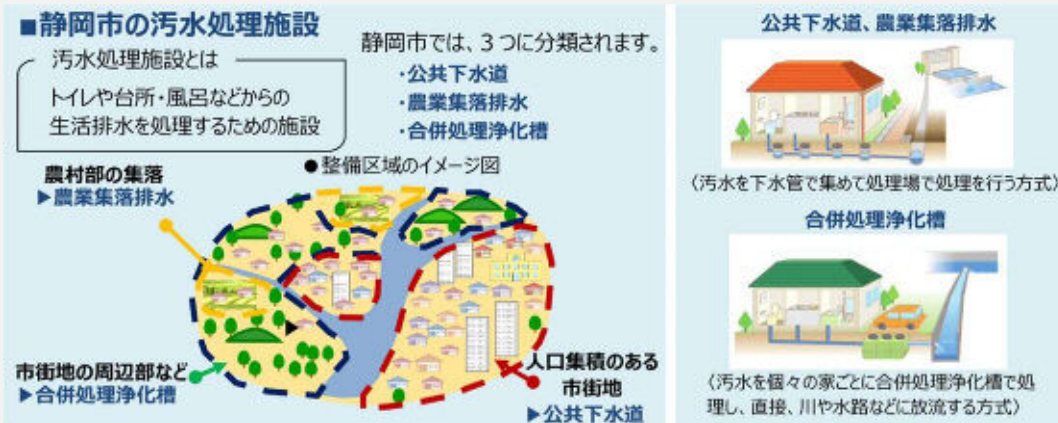 ■静岡市の汚水処理施設
汚水処理施設とは
トイレや台所・風呂などからの
生活排水を処理するための施設
静岡市では、3つに分類されます。
・公共下水道
・農業集落排水
・合併処理浄化槽
●整備区域のイメージ図
農村部の集落
▶農業集落排水
市街地の周辺部など
▶合併処理浄化槽
人口集積のある
市街地
▶公共下水道
公共下水道、農業集落排水
（汚水を下水管で集めて処理場で処理を行う方式）
合併処理浄化槽
（汚水を個々の家ごとに合併処理浄化槽で処
理し、直接、川や水路などに放流する方式）